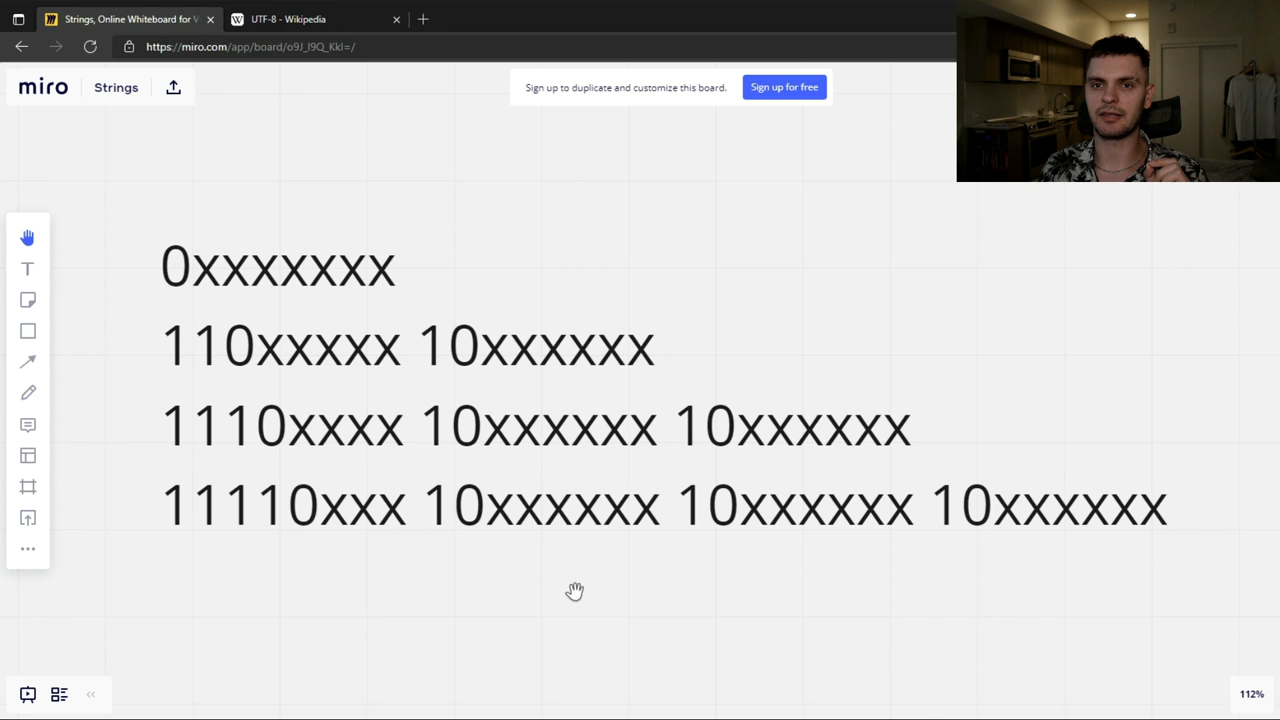 Strings, Online Whiteboard for V
UTF-8 - Wikipedia
https://miro.com/app/board/o9J_l9Q_KkI=/
miro
Strings
Sign up to duplicate and customize this board.
Sign up for free
0xxxxxxx
110xxxxx 10xxxxxx
1110xxxx 10xxxxxx 10xxxxxx
11110xxx 10xxxxxx 10xxxxxx 10xxxxxx
112%